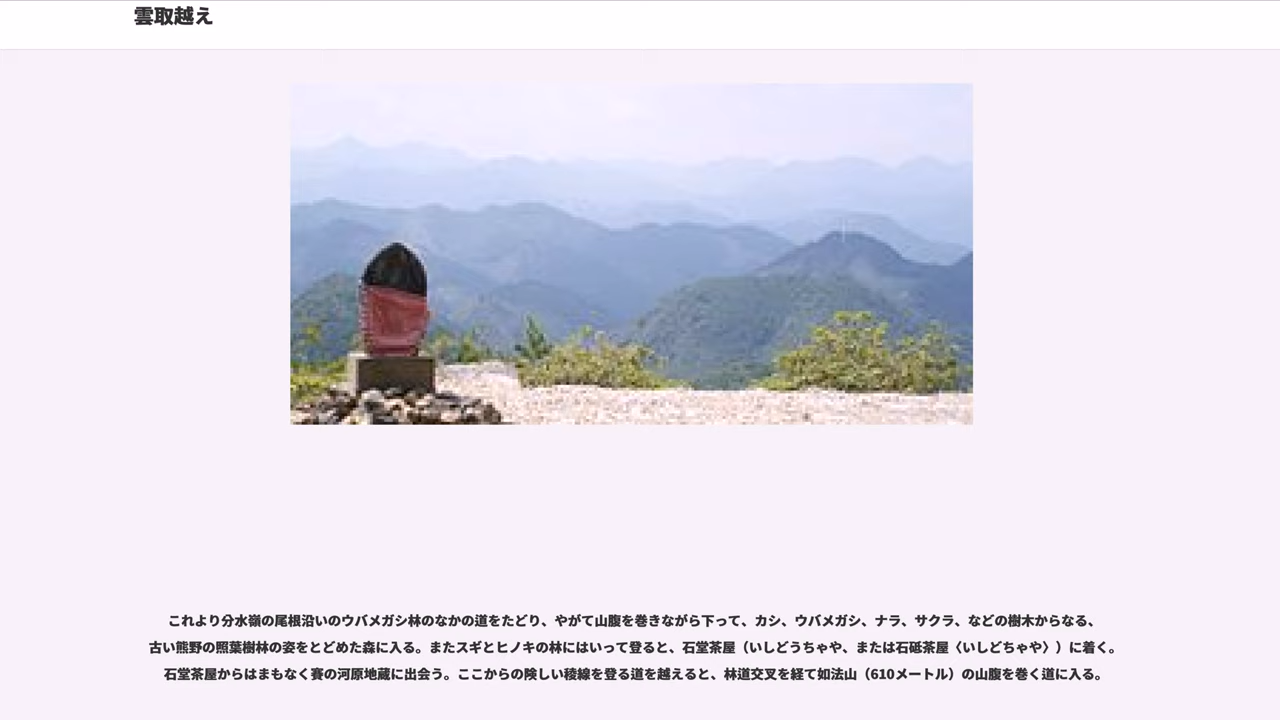 雲取越え
これより分水嶺の尾根沿いのウバメガシ林のなかの道をたどり、やがて山腹を巻きながら下って、カシ、ウバメガシ、ナラ、サクラ、などの樹木からなる、
古い熊野の照葉樹林の姿をとどめた森に入る。またスギとヒノキの林にはいって登ると、石堂茶屋（いしどうちゃや、または石砥茶屋〈いしどちゃや〉）に着く。
石堂茶屋からはまもなく賽の河原地蔵に出会う。ここからの険しい稜線を登る道を越えると、林道交叉を経て如法山（610メートル）の山腹を巻く道に入る。